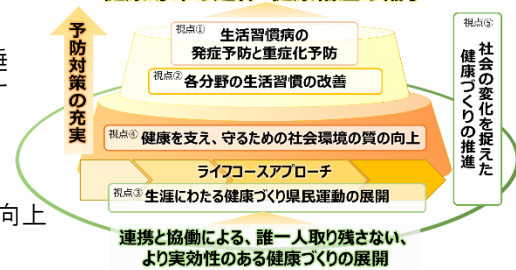 視点①
生活習慣病の
発症予防と重症化予防
視点②
各分野の生活習慣の改善
視点④
健康を支え、守るための社会環境の質の向上
ライフコースアプローチ
視点③
生涯にわたる健康づくり県民運動の展開
連携と協働による、誰一人取り残さない、
より実効性のある健康づくりの展開
予防対策の充実
視点⑤
社会の変化を捉えた
健康づくりの推進
向上